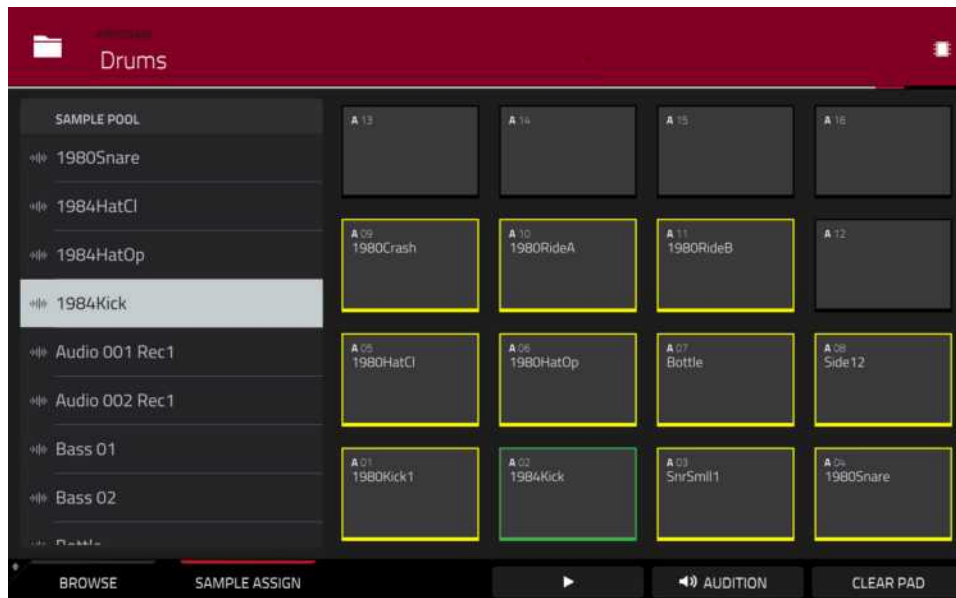 Drums
SAMPLE POOL
1980Snare
1984HatCl
1984HatOp
1984Kick
Audio 001 Rec1
Audio 002 Rec1
Bass 01
Bass 02
Bottle
A 13
A 14
A 15
A 16
A 09
1980Crash
A 10
1980RideA
A 11
1980RideB
A 12
A 05
1980HatCl
A 06
1980HatOp
A 07
Bottle
A 08
Side12
A 01
1980Kick1
A 02
1984Kick
A 03
SnrSmll1
A 04
1980Snare
BROWSE
SAMPLE ASSIGN
AUDITION
CLEAR PAD